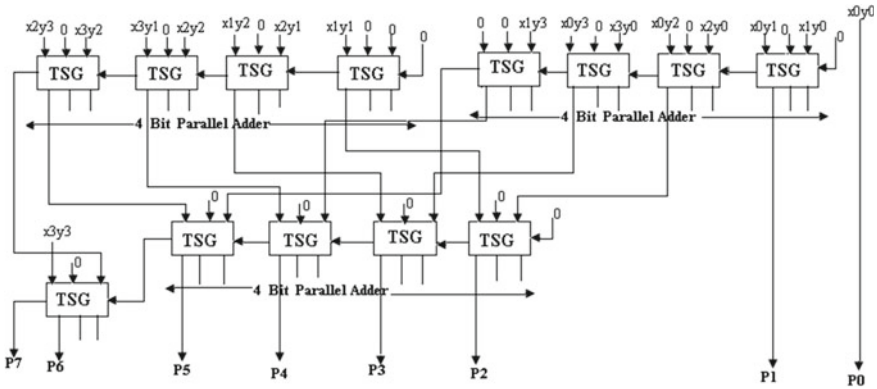 x2y3 0 x3y2 x3y1 0 x2y2 x1y2 0 x2y1 x1y1 0 0 0 0 0 x1y3 x0y3 0 x3y0 x0y2 0 x2y0 x0y1 0 x1y0 0 x0y0
TSG TSG TSG TSG TSG TSG TSG TSG
4 Bit Parallel Adder 4 Bit Parallel Adder
0 0 0 0 0
TSG TSG TSG TSG
x3y3 0
TSG
4 Bit Parallel Adder
P7 P6 P5 P4 P3 P2 P1 P0